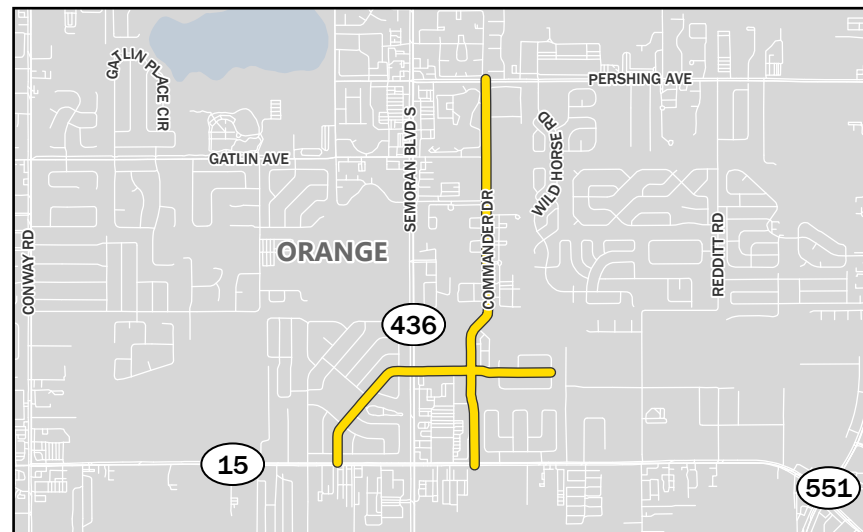 GATLIN PLACE CIR
PERSHING AVE
GATLIN AVE
SEMORAN BLVD S
WILD HORSE RD
COMMANDER DR
CONWAY RD
ORANGE
REDDITT RD
436
15
551